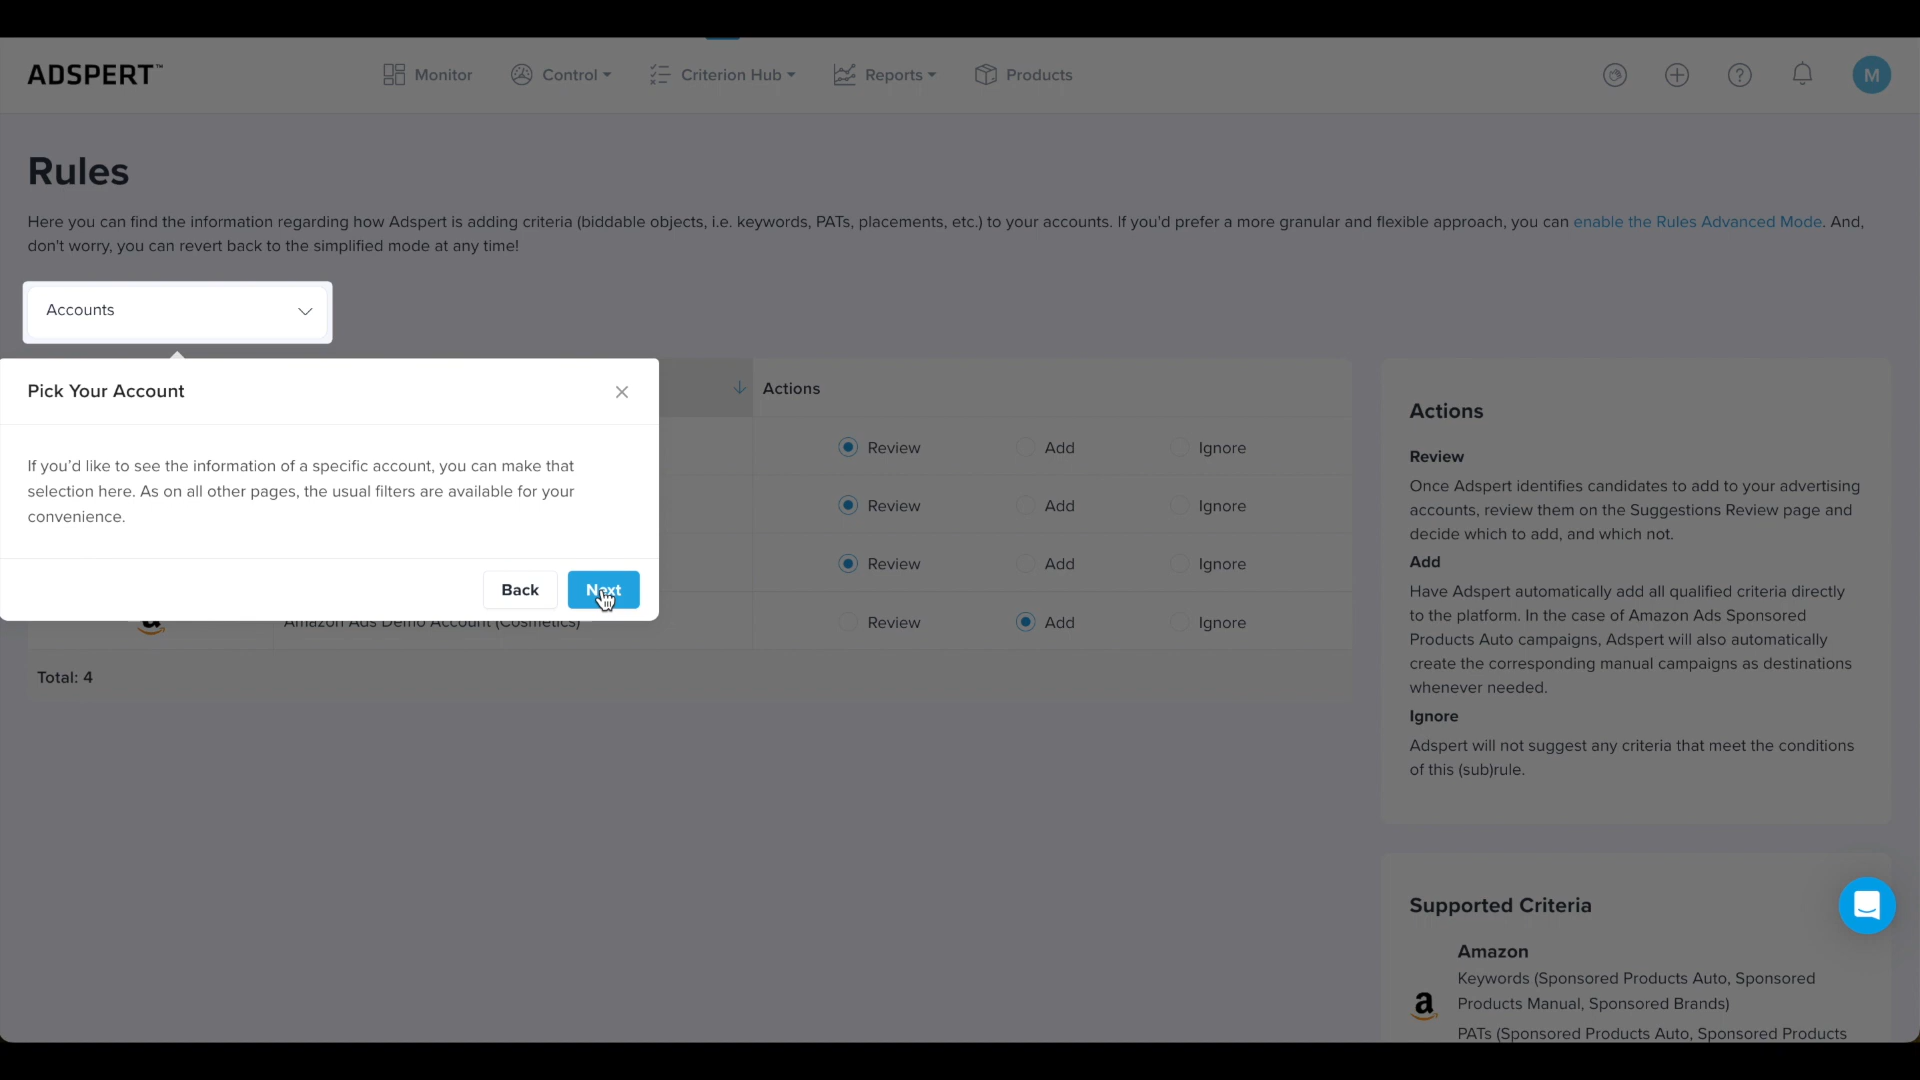 ADSPERT™
Monitor
Control
Criterion Hub
Reports
Products
M
Rules
Here you can find the information regarding how Adspert is adding criteria (biddable objects, i.e. keywords, PATs, placements, etc.) to your accounts. If you'd prefer a more granular and flexible approach, you can enable the Rules Advanced Mode. And,
don't worry, you can revert back to the simplified mode at any time!
Accounts
Pick Your Account
If you'd like to see the information of a specific account, you can make that
selection here. As on all other pages, the usual filters are available for your
convenience.
Back
Next
Actions
Review Add Ignore
Review Add Ignore
Review Add Ignore
Amazon Ads Demo Account (Cosmetics)
Review Add Ignore
Total: 4
Actions
Review
Once Adspert identifies candidates to add to your advertising
accounts, review them on the Suggestions Review page and
decide which to add, and which not.
Add
Have Adspert automatically add all qualified criteria directly
to the platform. In the case of Amazon Ads Sponsored
Products Auto campaigns, Adspert will also automatically
create the corresponding manual campaigns as destinations
whenever needed.
Ignore
Adspert will not suggest any criteria that meet the conditions
of this (sub)rule.
Supported Criteria
Amazon
Keywords (Sponsored Products Auto, Sponsored
Products Manual, Sponsored Brands)
PATs (Sponsored Products Auto, Sponsored Products